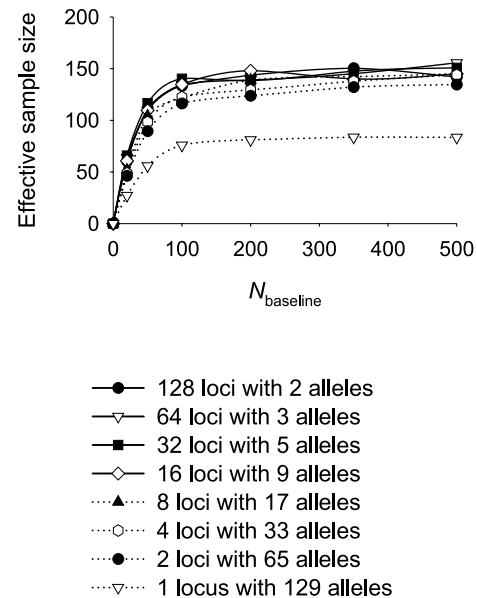 200
150
100
50
0
Effective sample size
0 100 200 300 400 500
Nbaseline
128 loci with 2 alleles
64 loci with 3 alleles
32 loci with 5 alleles
16 loci with 9 alleles
8 loci with 17 alleles
4 loci with 33 alleles
2 loci with 65 alleles
1 locus with 129 alleles